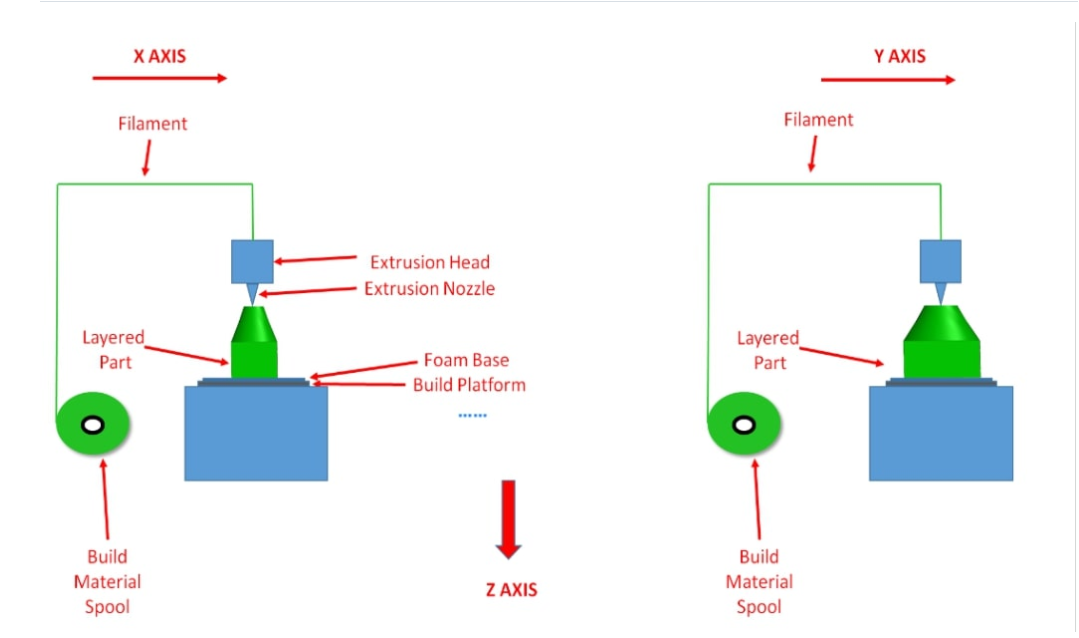 X AXIS
Y AXIS
Filament
Filament
Extrusion Head
Extrusion Nozzle
Layered
Part
Foam Base
Build Platform
......
Layered
Part
Build
Material
Spool
Z AXIS
Build
Material
Spool